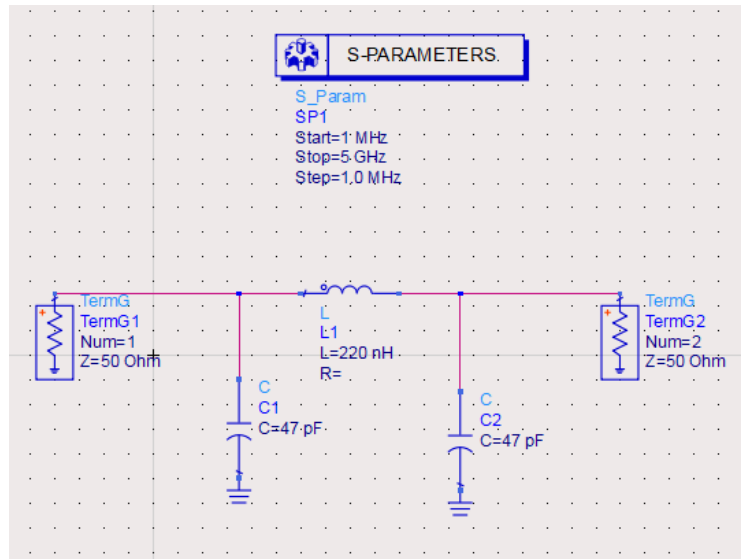 S-PARAMETERS
S_Param
SP1
Start=1 MHz
Stop=5 GHz
Step=1.0 MHz
TermG
TermG1
Num=1
Z=50 Ohm
L
L1
L=220 nH
R=
TermG
TermG2
Num=2
Z=50 Ohm
C
C1
C=47 pF
C
C2
C=47 pF